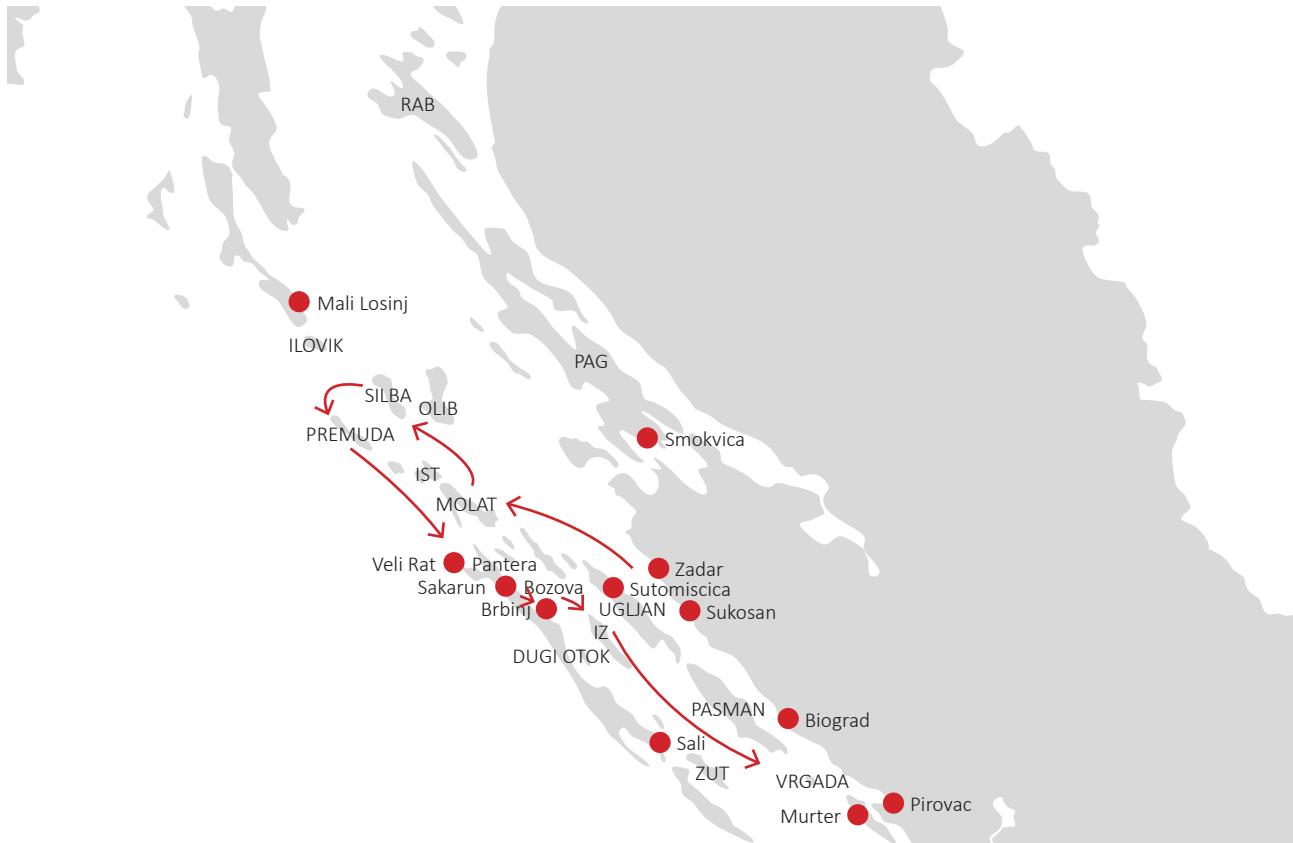 RAB
Mali Losinj
ILOVIK
PAG
SILBA
OLIB
PREMUDA
Smokvica
IST
MOLAT
Veli Rat
Pantera
Zadar
Sakarun
Bozova
Sutomiscica
Brbinj
UGLJAN
Sukosan
IZ
DUGI OTOK
PASMAN
Biograd
Sali
ZUT
VRGADA
Pirovac
Murter